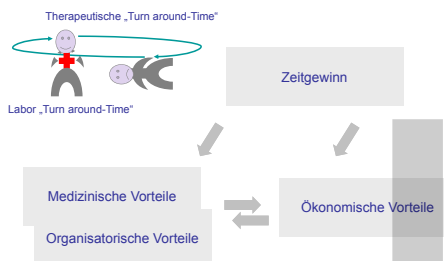 Therapeutische „Turn around-Time“
Zeitgewinn
Labor „Turn around-Time“
Medizinische Vorteile
Ökonomische Vorteile
Organisatorische Vorteile